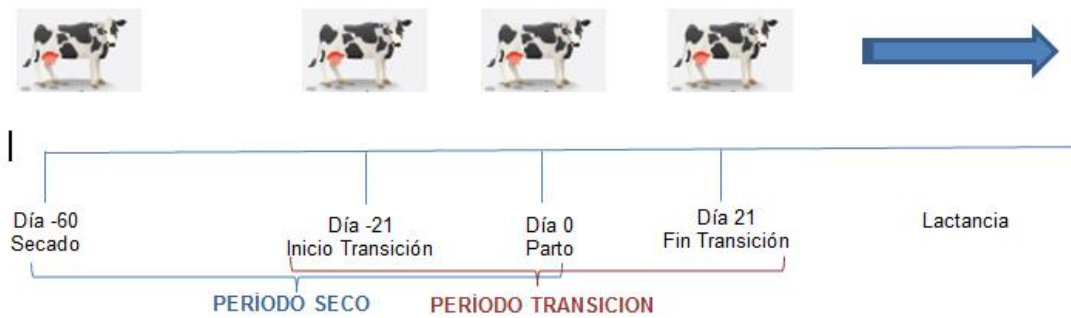 Día -60
Secado
Día -21
Inicio Transición
Día 0
Parto
Día 21
Fin Transición
Lactancia
PERÍODO SECO
PERÍODO TRANSICION